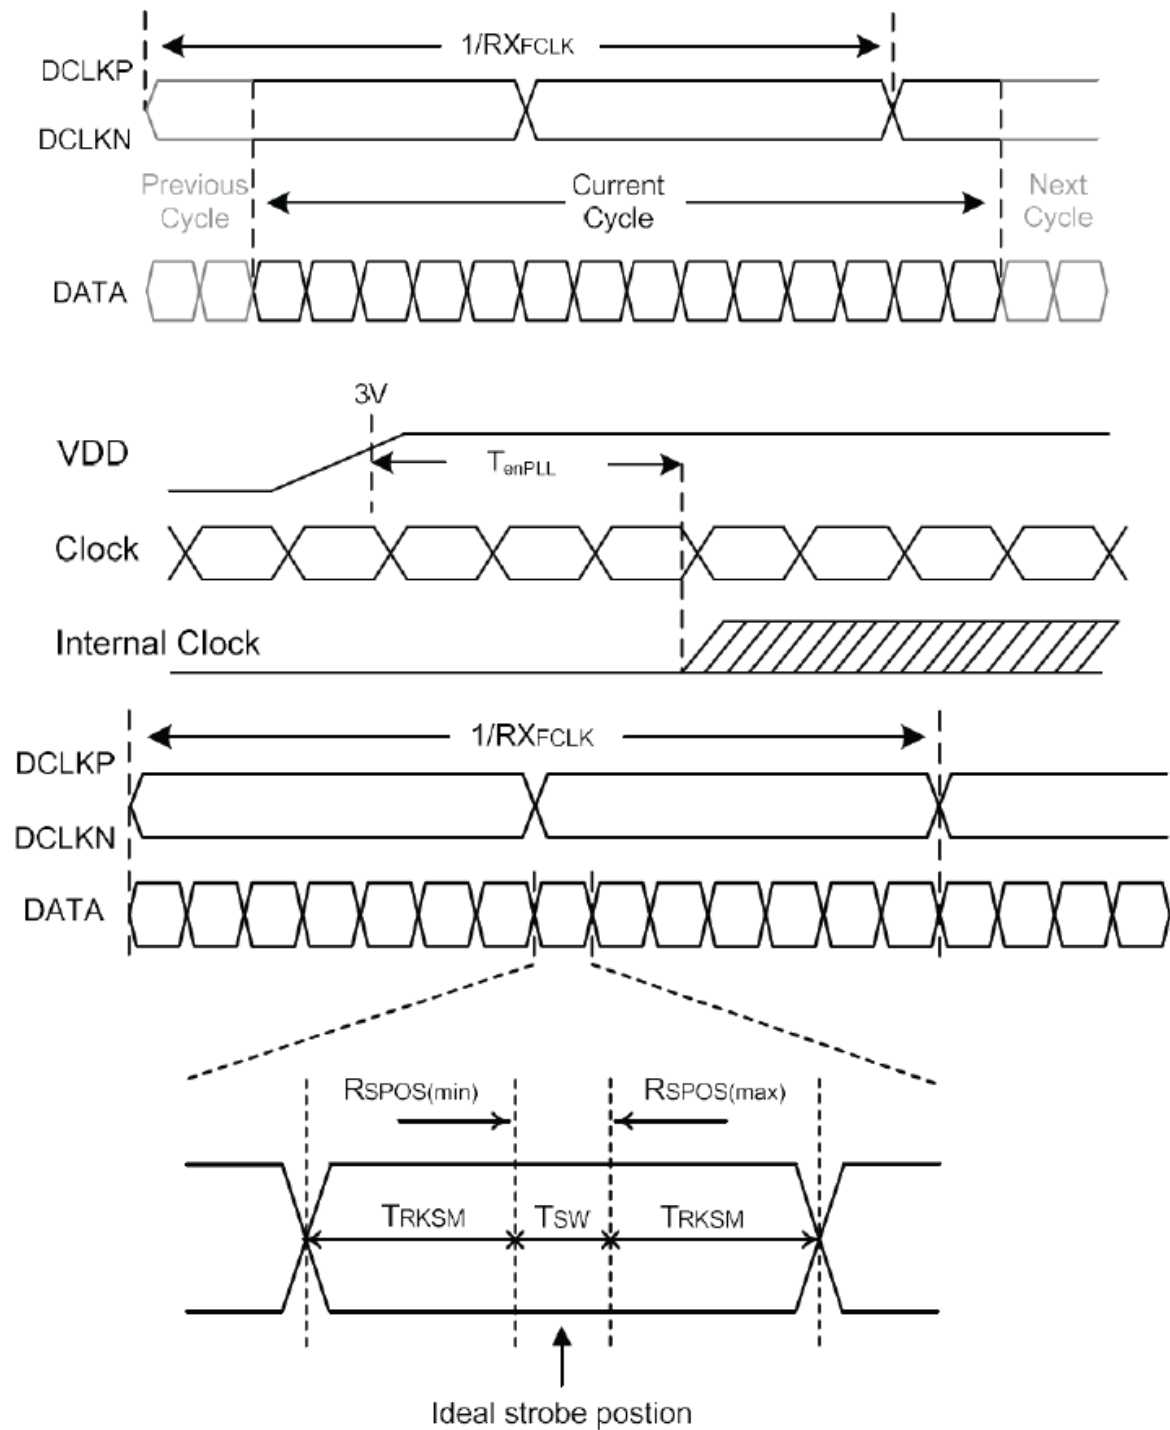 1/RXFCLK
DCLKP
DCLKN
Previous
Cycle
Current
Cycle
Next
Cycle
DATA
3V
VDD
TenPLL
Clock
Internal Clock
1/RXFCLK
DCLKP
DCLKN
DATA
RSPOS(min)
RSPOS(max)
TRKSM
TSW
TRKSM
Ideal strobe postion